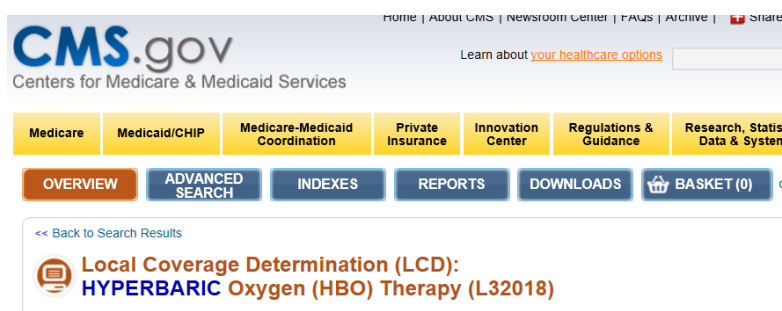 Home | About CMS | Newsroom Center | FAQs | Archive | Share
CMS.gov
Learn about your healthcare options
Centers for Medicare & Medicaid Services
Medicare
Medicaid/CHIP
Medicare-Medicaid
Coordination
Private
Insurance
Innovation
Center
Regulations &
Guidance
Research, Statis
Data & System
OVERVIEW
ADVANCED
SEARCH
INDEXES
REPORTS
DOWNLOADS
BASKET (0)
<< Back to Search Results
Local Coverage Determination (LCD):
HYPERBARIC Oxygen (HBO) Therapy (L32018)